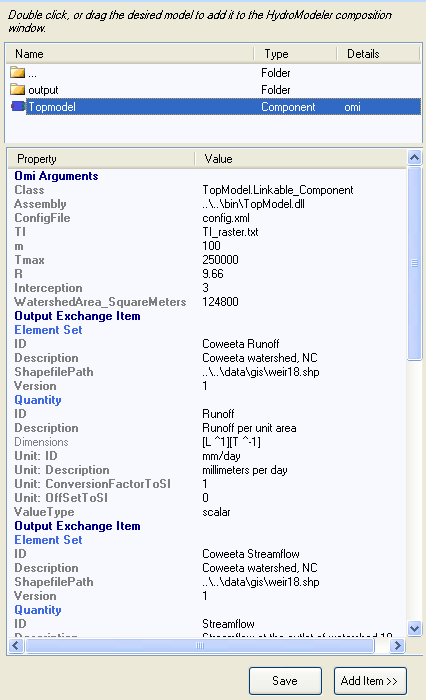 Double click, or drag the desired model to add it to the HydroModeler composition
window.
Name Type Details
... Folder
output Folder
Topmodel Component omi
Property Value
Omi Arguments
Class TopModel.Linkable_Component
Assembly ..\..\bin\TopModel.dll
ConfigFile config.xml
TI TI_raster.txt
m 100
Tmax 250000
R 9.66
Interception 3
WatershedArea_SquareMeters 124800
Output Exchange Item
Element Set
ID Coweeta Runoff
Description Coweeta watershed, NC
ShapefilePath ..\..\data\gis\weir18.shp
Version 1
Quantity
ID Runoff
Description Runoff per unit area
Dimensions [L ^1][T ^-1]
Unit: ID mm/day
Unit: Description millimeters per day
Unit: ConversionFactorToSI 1
Unit: OffSetToSI 0
ValueType scalar
Output Exchange Item
Element Set
ID Coweeta Streamflow
Description Coweeta watershed, NC
ShapefilePath ..\..\data\gis\weir18.shp
Version 1
Quantity
ID Streamflow
Description Streamflow at the outlet of watershed 18
Save Add Item >>